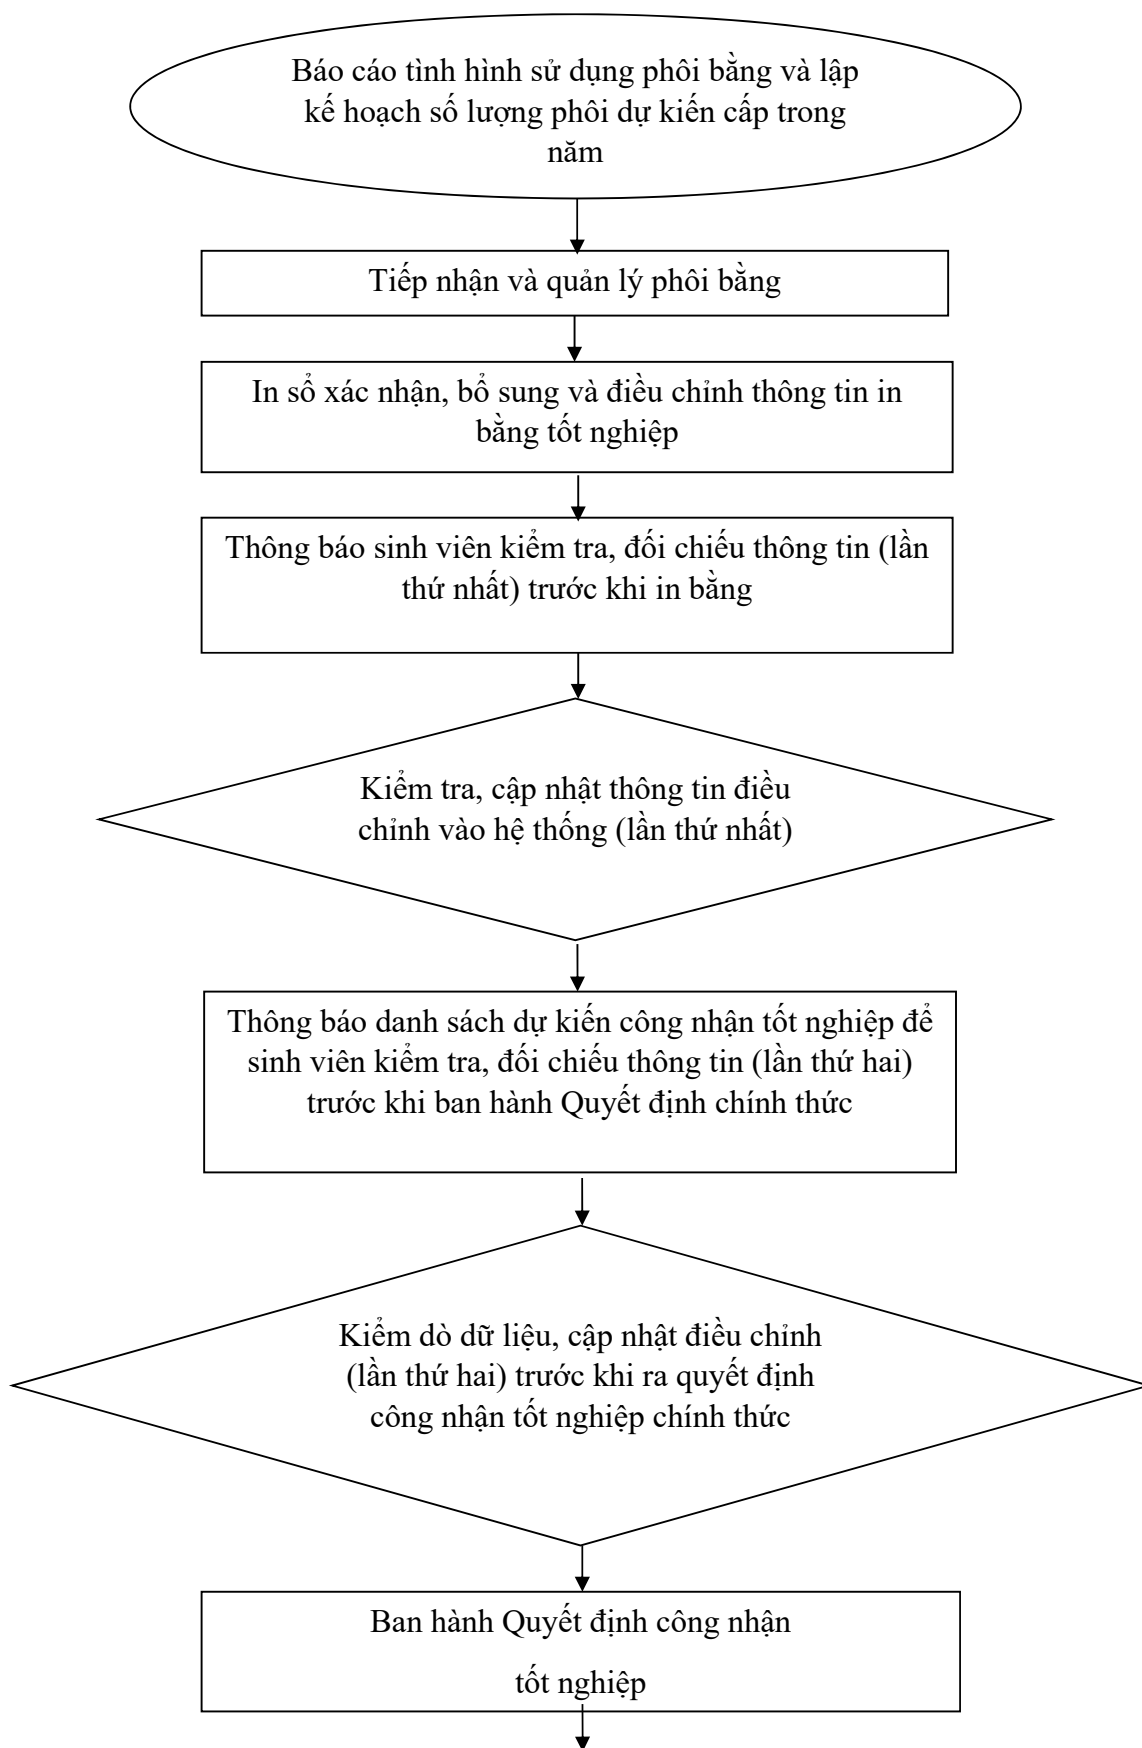 Báo cáo tình hình sử dụng phôi bằng và lập
kế hoạch số lượng phôi dự kiến cấp trong
năm
Tiếp nhận và quản lý phôi bằng
In sổ xác nhận, bổ sung và điều chỉnh thông tin in
bằng tốt nghiệp
Thông báo sinh viên kiểm tra, đối chiếu thông tin (lần
thứ nhất) trước khi in bằng
Kiểm tra, cập nhật thông tin điều
chỉnh vào hệ thống (lần thứ nhất)
Thông báo danh sách dự kiến công nhận tốt nghiệp để
sinh viên kiểm tra, đối chiếu thông tin (lần thứ hai)
trước khi ban hành Quyết định chính thức
Kiểm dò dữ liệu, cập nhật điều chỉnh
(lần thứ hai) trước khi ra quyết định
công nhận tốt nghiệp chính thức
Ban hành Quyết định công nhận
tốt nghiệp